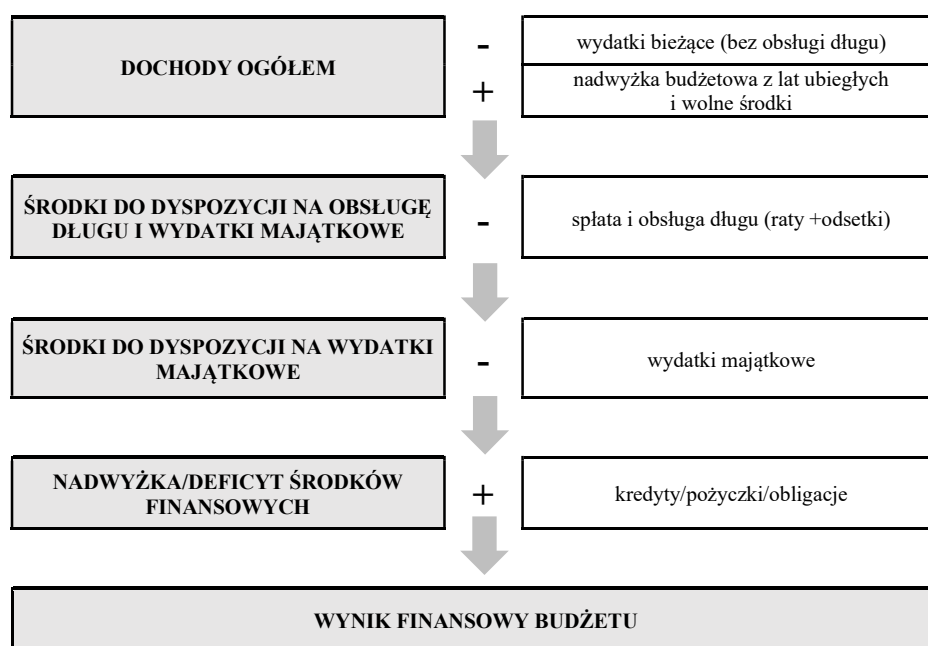 DOCHODY OGÓŁEM
-
wydatki bieżące (bez obsługi długu)
+
nadwyżka budżetowa z lat ubiegłych
i wolne środki
ŚRODKI DO DYSPOZYCJI NA OBSŁUGĘ
DŁUGU I WYDATKI MAJĄTKOWE
-
spłata i obsługa długu (raty +odsetki)
ŚRODKI DO DYSPOZYCJI NA WYDATKI
MAJĄTKOWE
-
wydatki majątkowe
NADWYŻKA/DEFICYT ŚRODKÓW
FINANSOWYCH
+
kredyty/pożyczki/obligacje
WYNIK FINANSOWY BUDŻETU